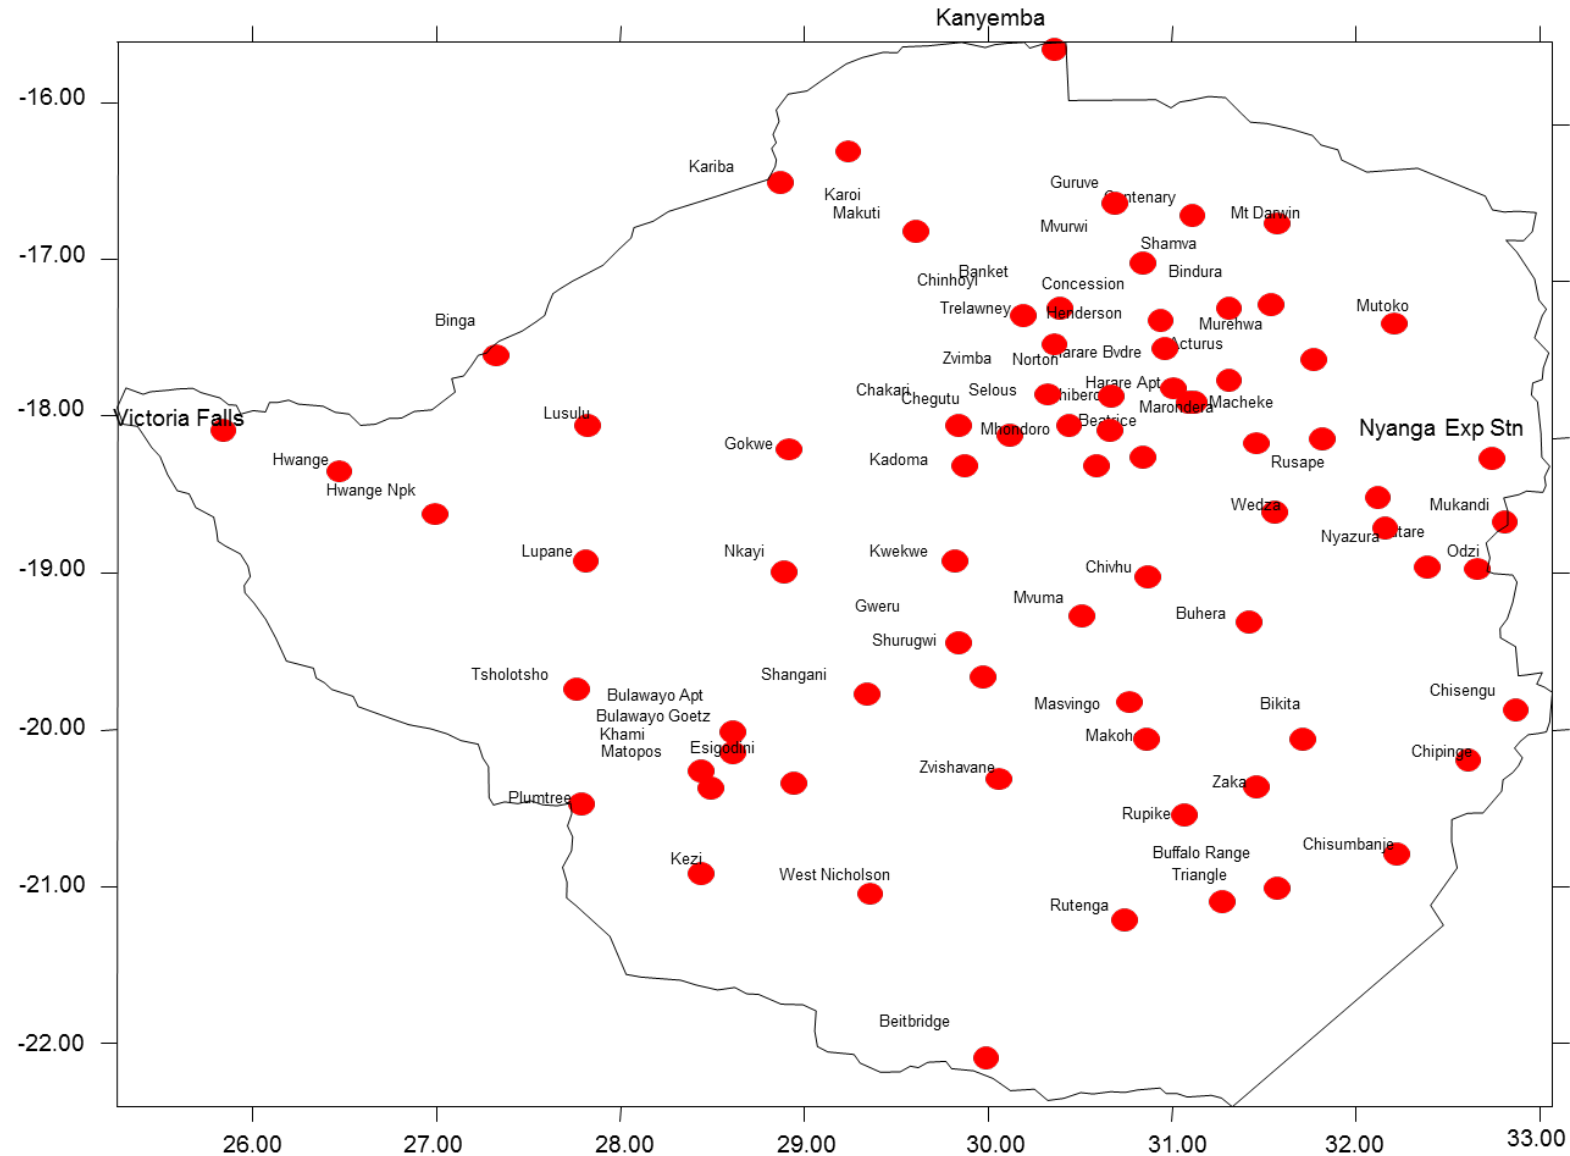 Kanyemba
-16.00
Kariba
Karoi
Makuti
Guruve
Centenary
Mvurwi
Mt Darwin
Shamva
-17.00
Banket
Chinhoyi
Concession
Bindura
Trelawney
Henderson
Murehwa
Mutoko
Binga
Acturus
Harare Bvdre
Norton
Zvimba
Harare Apt
Chakari
Selous
Chegutu
Marondera
Macheke
-18.00
Victoria Falls
Lusulu
Beatrice
Mhondoro
Nyanga Exp Stn
Gokwe
Hwange
Kadoma
Rusape
Hwange Npk
Wedza
Mukandi
Nyazura
Lupane
Nkayi
Kwekwe
Odzi
-19.00
Chivhu
Mvuma
Gweru
Buhera
Shurugwi
Tsholotsho
Shangani
Bulawayo Apt
Chisengu
Masvingo
Bikita
Bulawayo Goetz
-20.00
Khami
Makoh
Matopos
Esigodini
Chipinge
Zvishavane
Zaka
Plumtree
Rupike
Chisumbanje
Buffalo Range
Kezi
West Nicholson
Triangle
-21.00
Rutenga
Beitbridge
-22.00
26.00 27.00 28.00 29.00 30.00 31.00 32.00 33.00